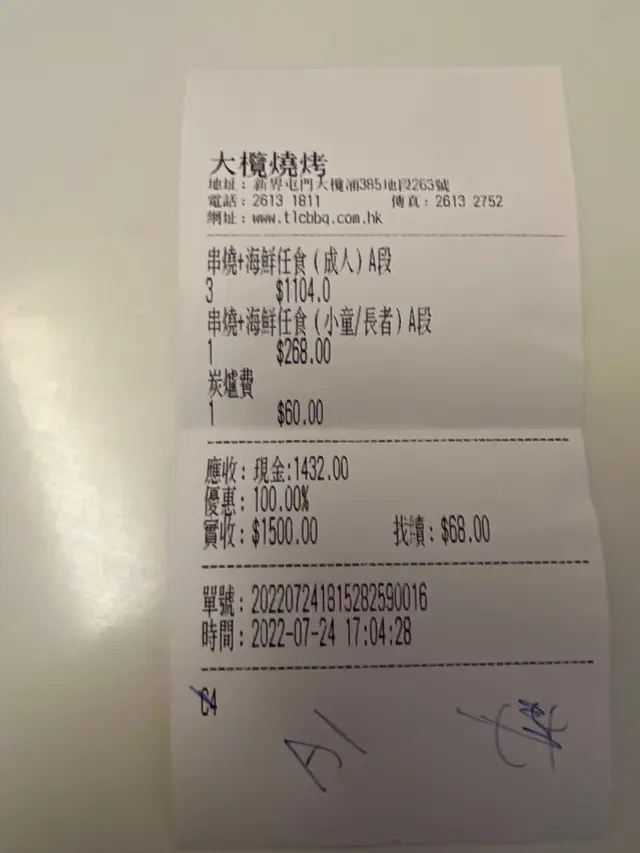 大欖燒烤
地址：新界屯門大欖涌385地段263號
電話：2613 1811 傳真：2613 2752
網址：www.tlcbbq.com.hk
串燒+海鮮任食(成人)A段
3 $1104.0
串燒+海鮮任食(小童/長者)A段
1 $268.00
炭爐費
1 $60.00
應收：現金:1432.00
優惠：100.00%
實收：$1500.00 找續：$68.00
單號：202207241815282590016
時間：2022-07-24 17:04:28
C4
A1